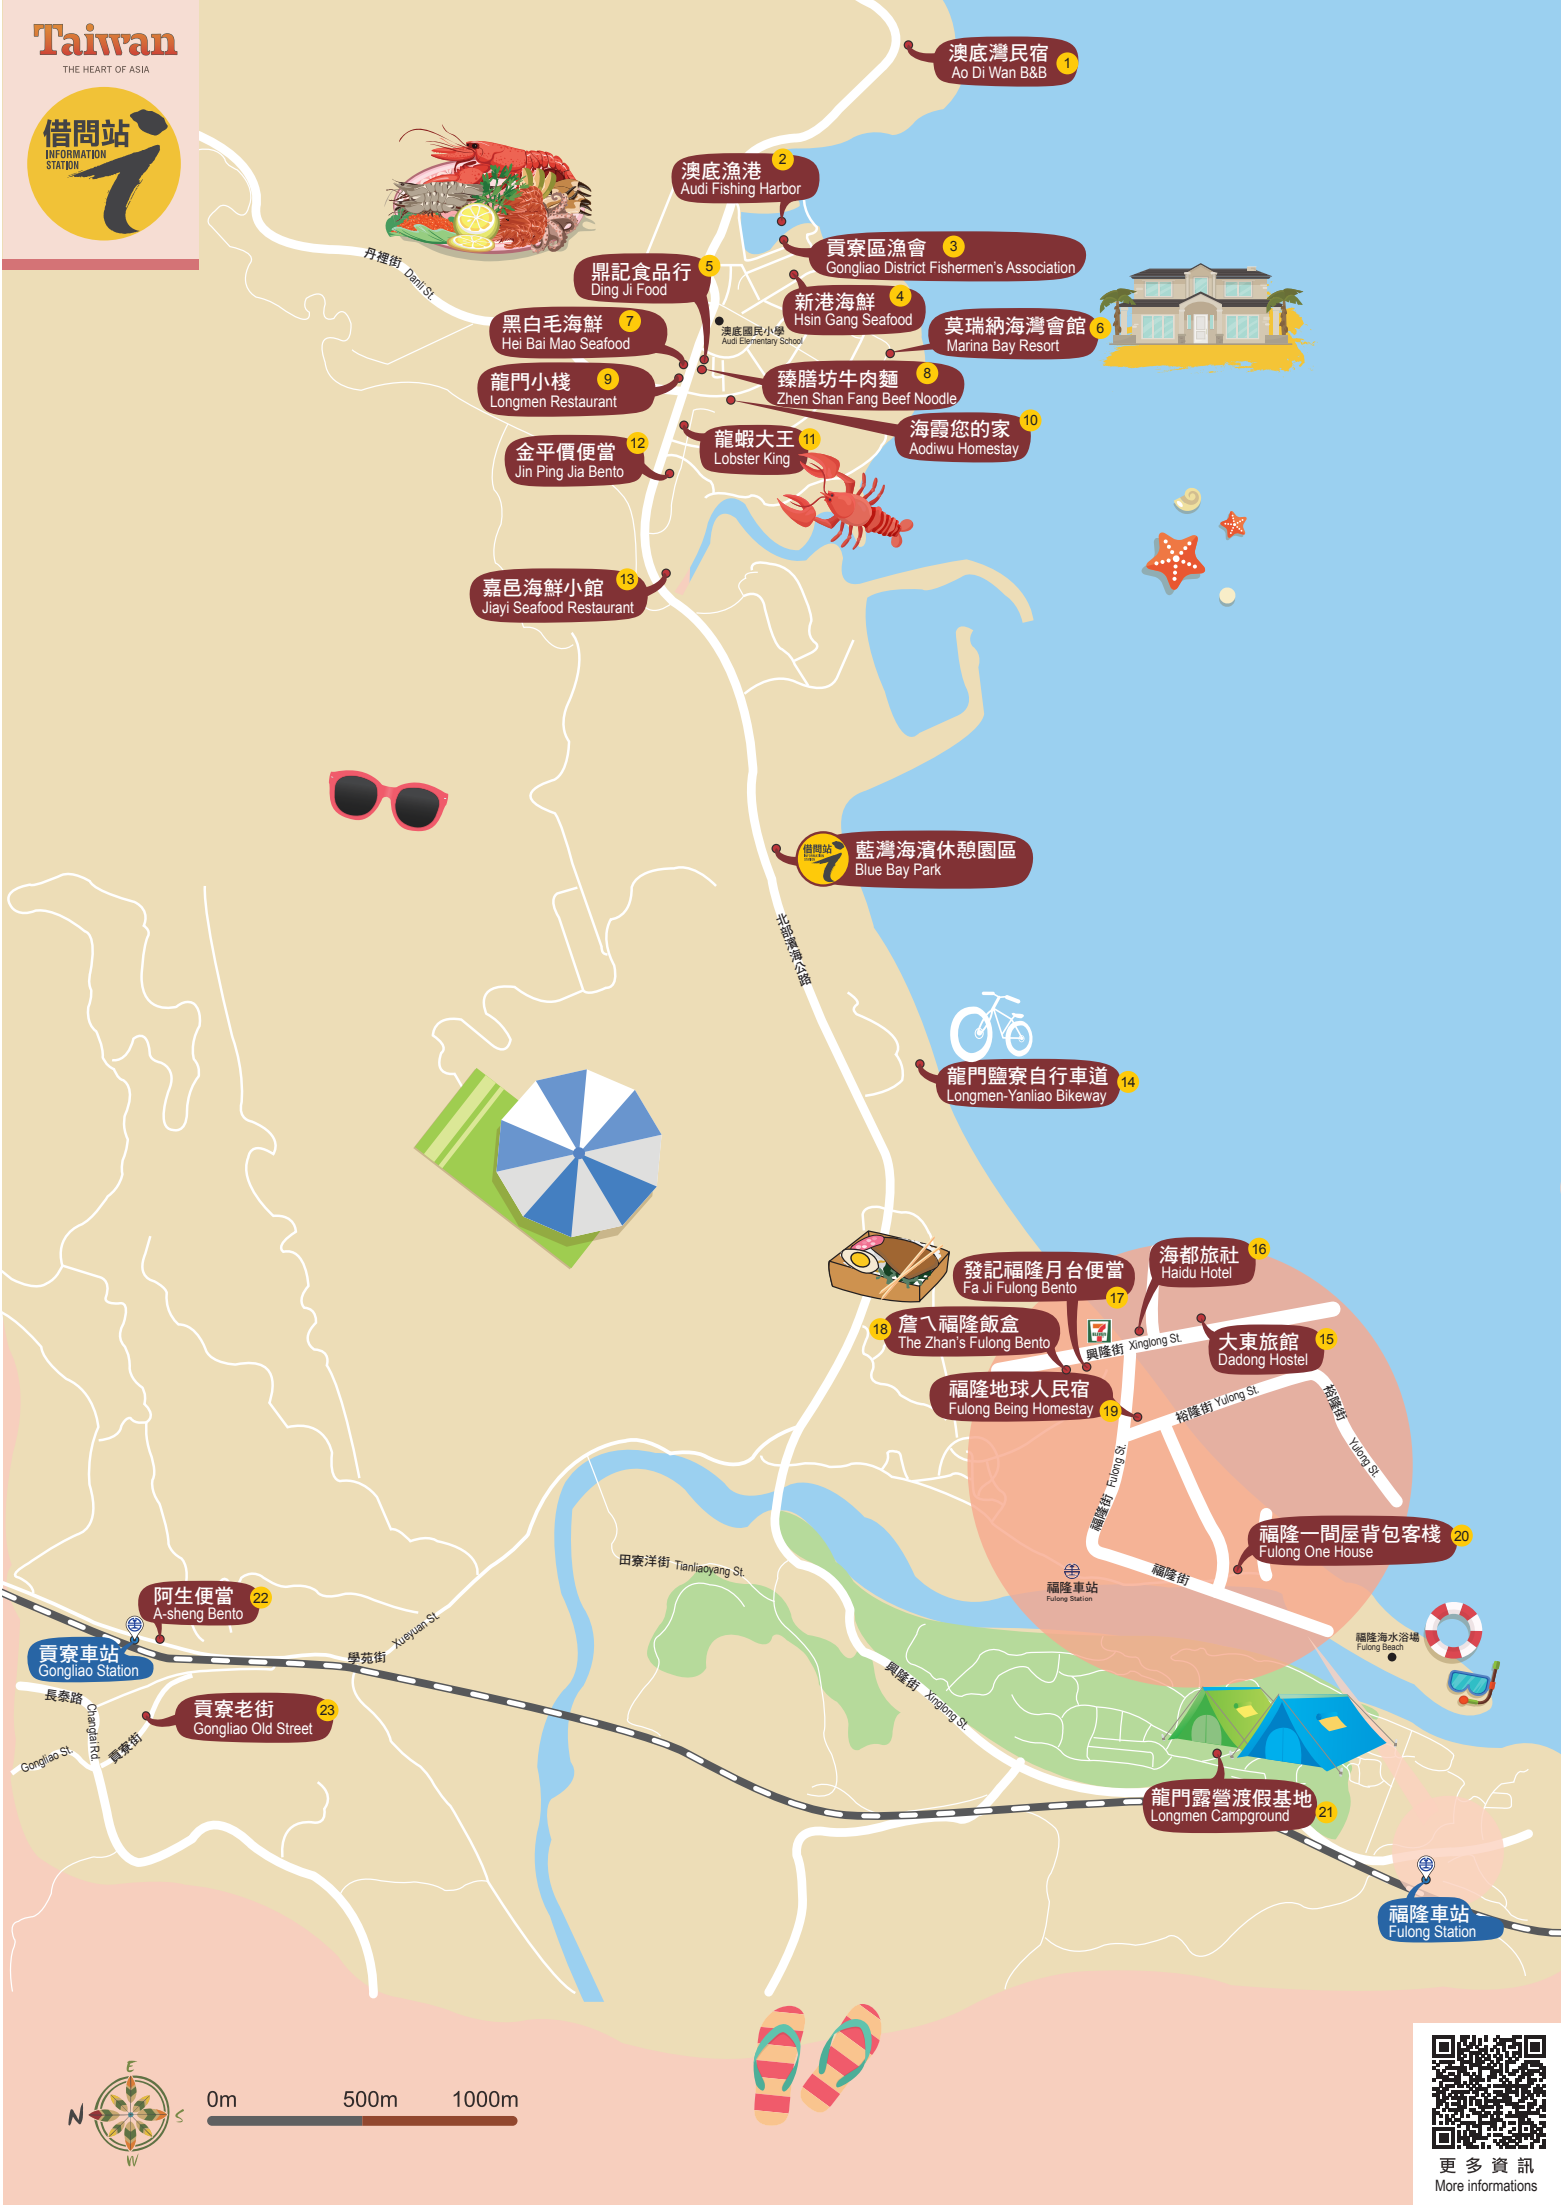 Taiwan
THE HEART OF ASIA
借問站
INFORMATION
STATION
澳底灣民宿
Ao Di Wan B&B
1
2
澳底漁港
Audi Fishing Harbor
貢寮區漁會
3
Gongliao District Fishermen's Association
丹裡街 Danli St.
鼎記食品行
5
Ding Ji Food
新港海鮮
4
Hsin Gang Seafood
黑白毛海鮮
7
Hei Bai Mao Seafood
澳底國民小學
Audi Elementary School
莫瑞納海灣會館
6
Marina Bay Resort
龍門小棧
9
Longmen Restaurant
臻膳坊牛肉麵
8
Zhen Shan Fang Beef Noodle
海霞您的家
10
Aodiwu Homestay
龍蝦大王
11
Lobster King
金平價便當
12
Jin Ping Jia Bento
嘉邑海鮮小館
13
Jiayi Seafood Restaurant
借問站
藍灣海濱休憩園區
Blue Bay Park
北部濱海公路
龍門鹽寮自行車道
14
Longmen-Yanliao Bikeway
海都旅社
16
Haidu Hotel
發記福隆月台便當
Fa Ji Fulong Bento
17
18
詹ㄟ福隆飯盒
The Zhan's Fulong Bento
7
ELEVEN
興隆街 Xinglong St.
大東旅館
15
Dadong Hostel
福隆地球人民宿
Fulong Being Homestay
19
裕隆街 Yulong St.
裕隆街 Yulong St.
福隆街 Fulong St.
福隆一間屋背包客棧
20
Fulong One House
福隆街
福隆車站
Fulong Station
田寮洋街 Tianliaoyang St.
阿生便當
22
A-sheng Bento
貢寮車站
Gongliao Station
學苑街 Xueyuan St.
福隆海水浴場
Fulong Beach
長泰路
Changtai Rd.
貢寮老街
23
Gongliao Old Street
Gongliao St.
貢寮街
興隆街 Xinglong St.
龍門露營渡假基地
21
Longmen Campground
福隆車站
Fulong Station
E
N
S
W
0m 500m 1000m
更多資訊
More informations